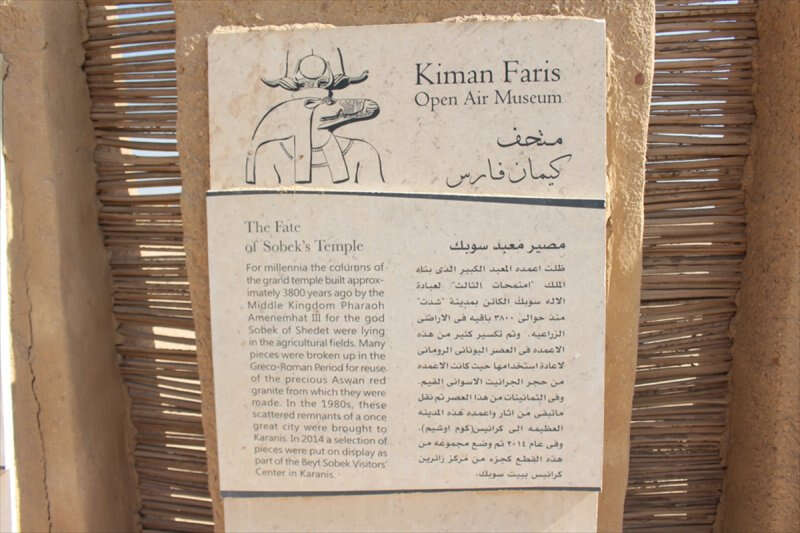 Kiman Faris
Open Air Museum
متحف
كيمان فارس
The Fate
of Sobek's Temple
For millennia the columns of
the grand temple built approx-
imately 3800 years ago by the
Middle Kingdom Pharaoh
Amenemhat III for the god
Sobek of Shedet were lying
in the agricultural fields. Many
pieces were broken up in the
Greco-Roman Period for reuse
of the precious Aswan red
granite from which they were
made. In the 1980s, these
scattered remnants of a once
great city were brought to
Karanis. In 2014 a selection of
pieces were put on display as
part of the Beyt Sobek Visitors'
Center in Karanis.
مصير معبد سوبك
ظلت اعمده المعبد الكبير الذى بناه
الملك "امنمحات الثالث" لعبادة
الاله سوبك الكائن بمدينة "شدت"
منذ حوالى ٣٨٠٠ باقيه فى الاراضى
الزراعيه. وتم تكسير كثير من هذه
الاعمده فى العصر اليونانى الرومانى
لاعادة استخدامها حيث كانت الاعمده
من حجر الجرانيت الاسوانى القيم.
وفى الثمانينات من هذا العصر تم نقل
ماتبقى من اثار واعمده هذه المدينه
العظيمه الى كرانيس(كوم اوشيم).
وفى عام ٢٠١٤ تم وضع مجموعه من
هذه القطع كجزء من مركز زائرين
كرانيس ببيت سوبك.